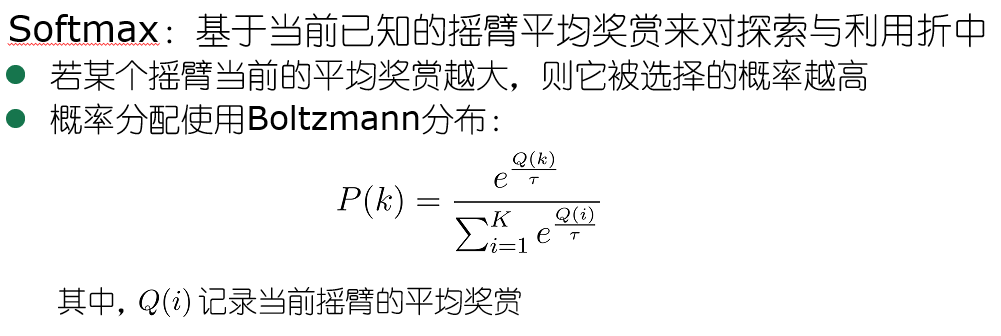 Softmax：基于当前已知的摇臂平均奖赏来对探索与利用折中
● 若某个摇臂当前的平均奖赏越大，则它被选择的概率越高
● 概率分配使用Boltzmann分布：
P(k) = \frac{e^{\frac{Q(k)}{\tau}}}{\sum_{i=1}^{K} e^{\frac{Q(i)}{\tau}}}
其中，Q(i) 记录当前摇臂的平均奖赏